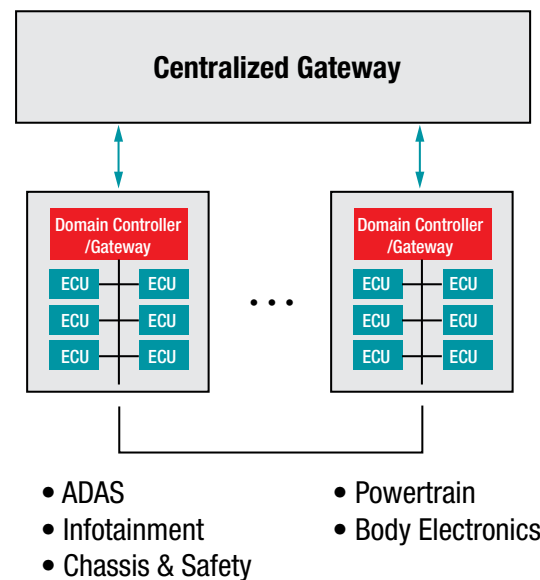 Centralized Gateway
Domain Controller
/Gateway
ECU ECU
ECU ECU
ECU ECU
...
Domain Controller
/Gateway
ECU ECU
ECU ECU
ECU ECU
• ADAS
• Infotainment
• Chassis & Safety
• Powertrain
• Body Electronics